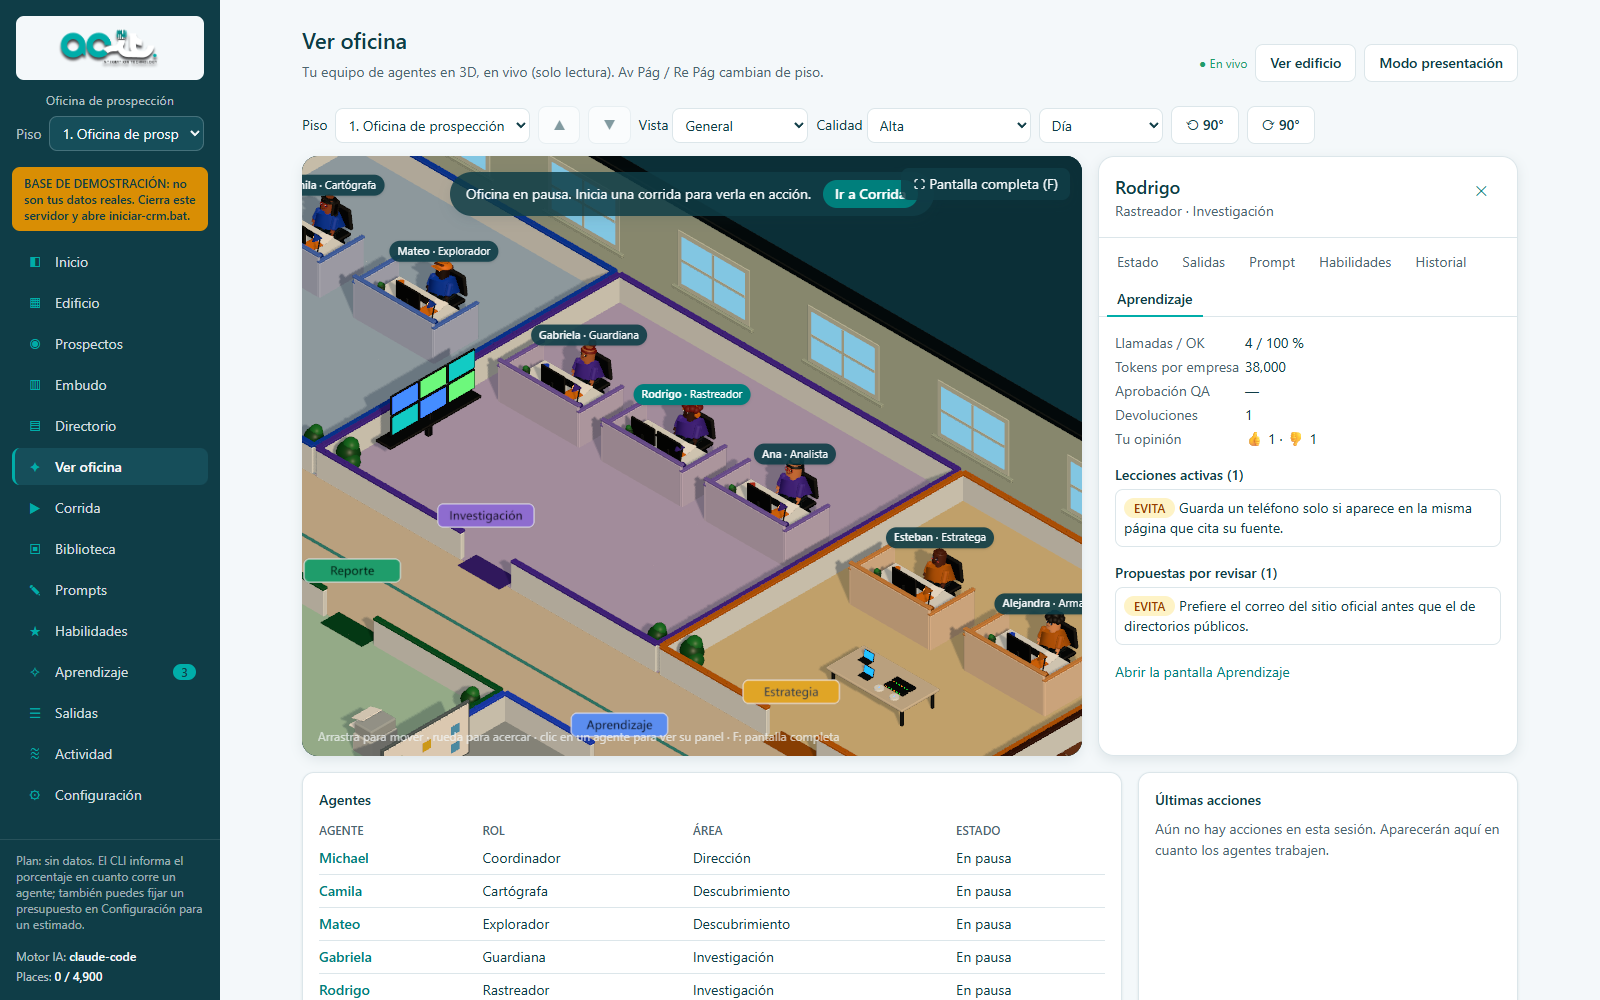 ac
Oficina de prospección
Piso 1. Oficina de prosp
BASE DE DEMOSTRACIÓN: no
son tus datos reales. Cierra este
servidor y abre iniciar-crm.bat.
Inicio
Edificio
Prospectos
Embudo
Directorio
Ver oficina
Corrida
Biblioteca
Prompts
Habilidades
Aprendizaje 3
Salidas
Actividad
Configuración
Plan: sin datos. El CLI informa el
porcentaje en cuanto corre un
agente; también puedes fijar un
presupuesto en Configuración para
un estimado.
Motor IA: claude-code
Places: 0 / 4,900
Ver oficina
Tu equipo de agentes en 3D, en vivo (solo lectura). Av Pág / Re Pág cambian de piso.
● En vivo
Ver edificio
Modo presentación
Piso 1. Oficina de prospección ▲ ▼ Vista General Calidad Alta Día ⟲ 90° ⟳ 90°
Oficina en pausa. Inicia una corrida para verla en acción. Ir a Corrida
Pantalla completa (F)
nila · Cartógrafa
Mateo · Explorador
Gabriela · Guardiana
Rodrigo · Rastreador
Ana · Analista
Investigación
Esteban · Estratega
Reporte
Alejandra · Arma
Estrategia
Aprendizaje
Arrastra para mover · rueda para acercar · clic en un agente para ver su panel · F: pantalla completa
Rodrigo
Rastreador · Investigación
Estado Salidas Prompt Habilidades Historial
Aprendizaje
Llamadas / OK 4 / 100 %
Tokens por empresa 38,000
Aprobación QA —
Devoluciones 1
Tu opinión 👍 1 · 👎 1
Lecciones activas (1)
EVITA Guarda un teléfono solo si aparece en la misma
página que cita su fuente.
Propuestas por revisar (1)
EVITA Prefiere el correo del sitio oficial antes que el de
directorios públicos.
Abrir la pantalla Aprendizaje
Agentes
AGENTE ROL ÁREA ESTADO
Michael Coordinador Dirección En pausa
Camila Cartógrafa Descubrimiento En pausa
Mateo Explorador Descubrimiento En pausa
Gabriela Guardiana Investigación En pausa
Rodrigo Rastreador Investigación En pausa
Últimas acciones
Aún no hay acciones en esta sesión. Aparecerán aquí en
cuanto los agentes trabajen.